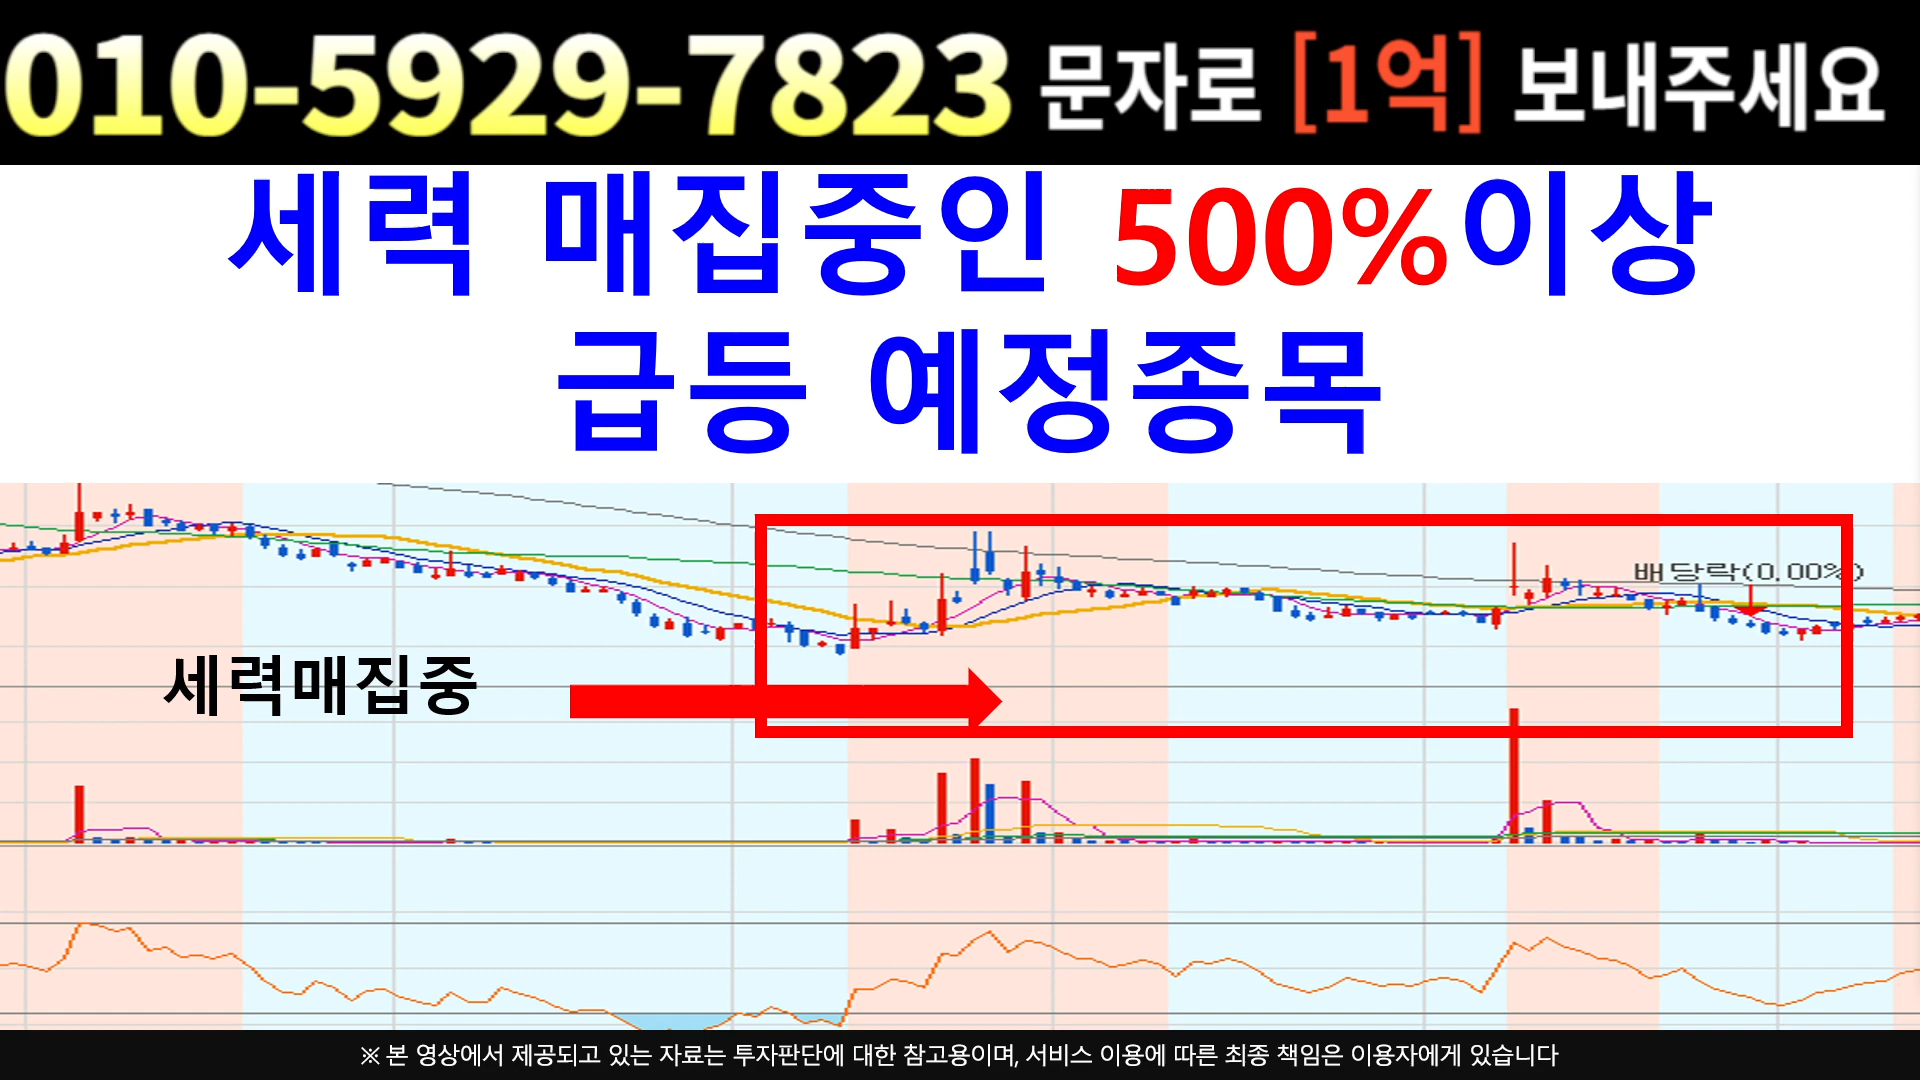 010-5929-7823 문자로 [1억] 보내주세요
세력 매집중인 500%이상
급등 예정종목
배당락(0.00%)
세력매집중
※ 본 영상에서 제공되고 있는 자료는 투자판단에 대한 참고용이며, 서비스 이용에 따른 최종 책임은 이용자에게 있습니다